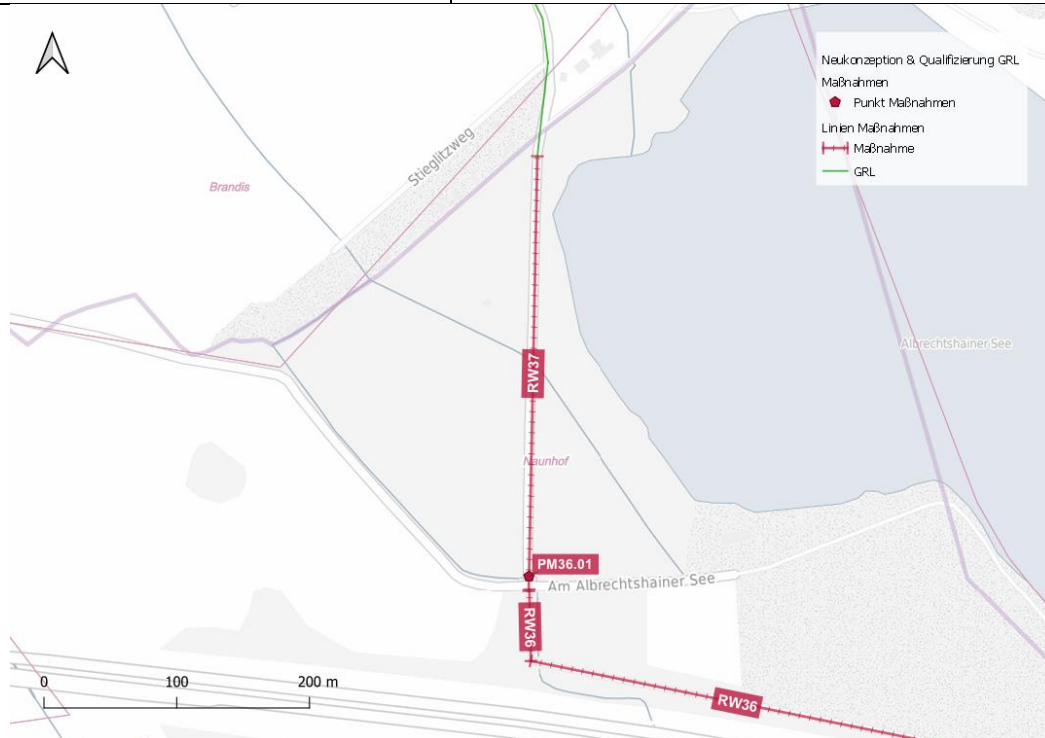 Neukonzeption & Qualifizierung GRL
Maßnahmen
Punkt Maßnahmen
Linien Maßnahmen
Maßnahme
GRL
Stieglitzweg
Brandis
Albrechtshainer See
RW37
Naunhof
PM36.01
Am Albrechtshainer See
RW36
RW36
0 100 200 m